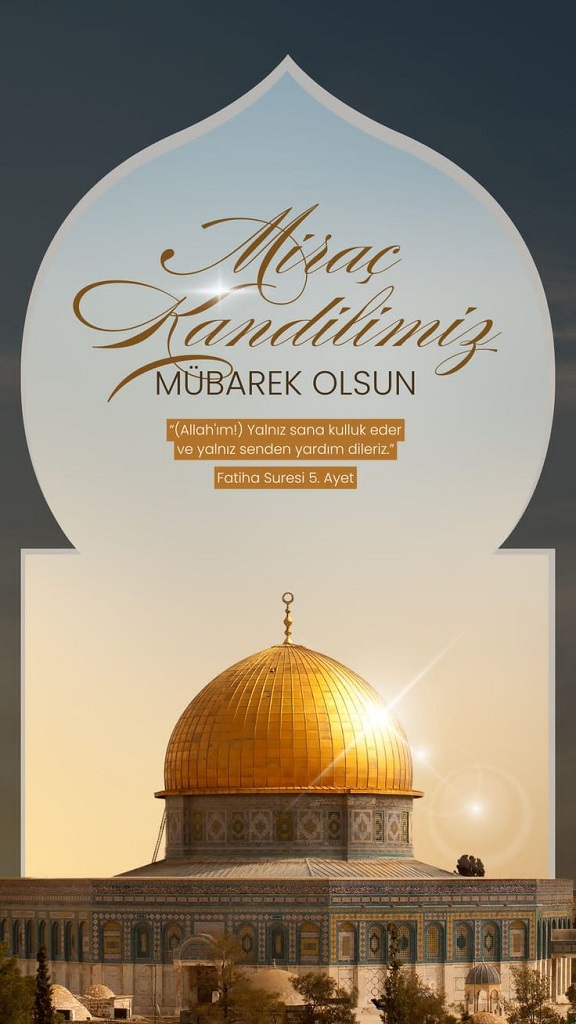 Miraç
Kandilimiz
MÜBAREK OLSUN
“(Allah'ım!) Yalnız sana kulluk eder
ve yalnız senden yardım dileriz.”
Fatiha Suresi 5. Ayet